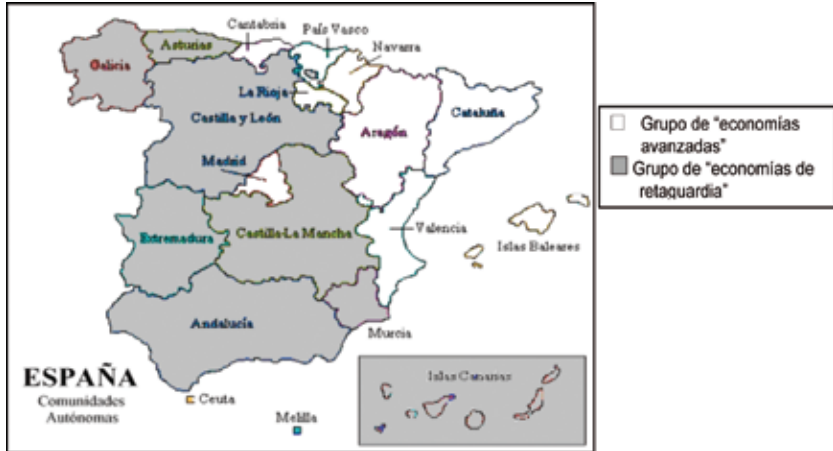 Cantabria
País Vasco
Navarra
Asturias
Galicia
La Rioja
Castilla y León
Aragón
Cataluña
Madrid
Extremadura
Castilla-La Mancha
Valencia
Islas Baleares
Andalucía
Murcia
ESPAÑA
Comunidades
Autónomas
Ceuta
Melilla
Islas Canarias
Grupo de “economías
avanzadas”
Grupo de “economías de
retaguardia”